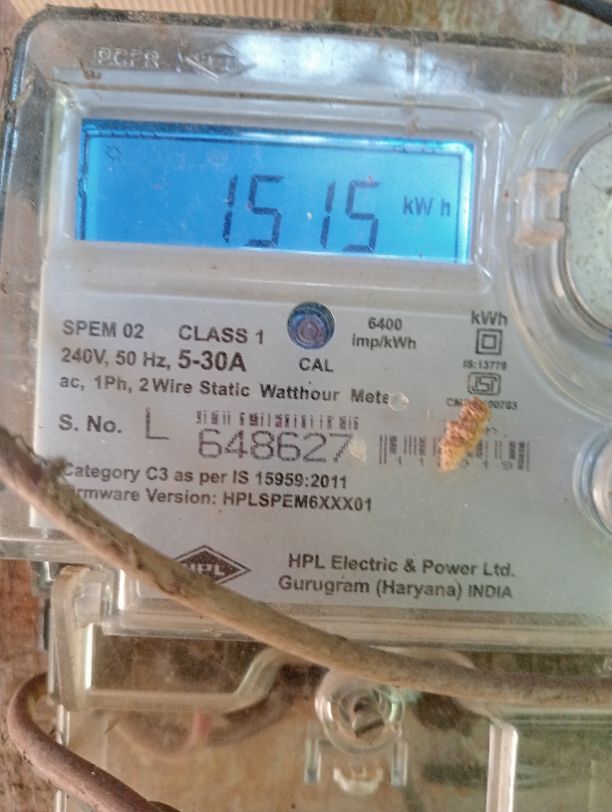 HPL
1515 kWh
SPEM 02 CLASS 1
6400
imp/kWh
kWh
240V, 50 Hz, 5-30A
CAL
IS:13779
ac, 1Ph, 2 Wire Static Watthour
S. No. L 648627
Category C3 as per IS 15959:2011
Firmware Version: HPLSPEM6XXX01
HPL
HPL Electric & Power Ltd.
Gurugram (Haryana) INDIA